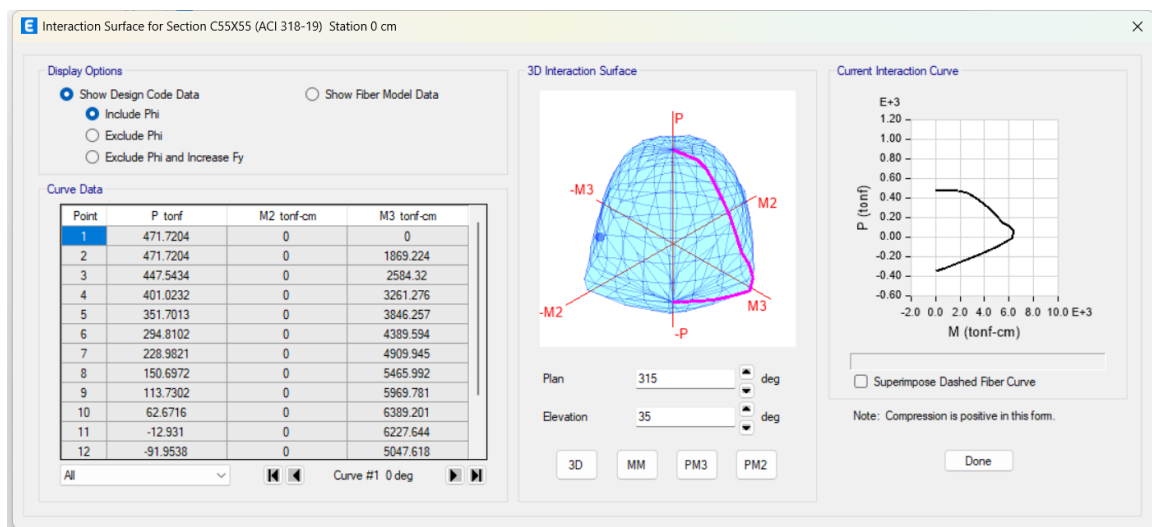 E Interaction Surface for Section C55X55 (ACI 318-19) Station 0 cm
Display Options
Show Design Code Data
Show Fiber Model Data
Include Phi
Exclude Phi
Exclude Phi and Increase Fy
Curve Data
Point P tonf M2 tonf-cm M3 tonf-cm
1 471.7204 0 0
2 471.7204 0 1869.224
3 447.5434 0 2584.32
4 401.0232 0 3261.276
5 351.7013 0 3846.257
6 294.8102 0 4389.594
7 228.9821 0 4909.945
8 150.6972 0 5465.992
9 113.7302 0 5969.781
10 62.6716 0 6389.201
11 -12.931 0 6227.644
12 -91.9538 0 5047.618
All
Curve #1 0 deg
3D Interaction Surface
P
-M3
M2
-M2
M3
-P
Plan 315 deg
Elevation 35 deg
3D MM PM3 PM2
Current Interaction Curve
E+3
1.20
1.00
0.80
0.60
0.40
0.20
0.00
-0.20
-0.40
-0.60
P (tonf)
-2.0 0.0 2.0 4.0 6.0 8.0 10.0 E+3
M (tonf-cm)
Superimpose Dashed Fiber Curve
Note: Compression is positive in this form.
Done